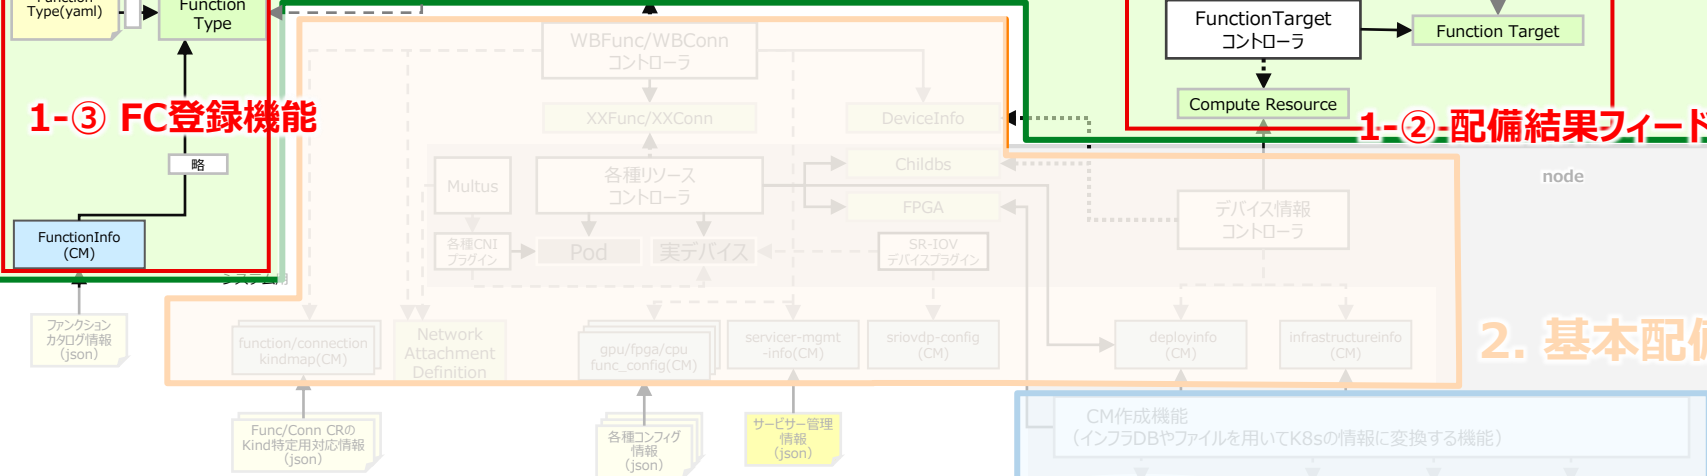 Type(yaml)
Function
Type
1-③ FC登録機能
略
FunctionInfo
(CM)
ファンクション
カタログ情報
(json)
WBFunc/WBConn
コントローラ
XXFunc/XXConn
DeviceInfo
各種リソース
コントローラ
Multus
Childbs
FPGA
各種CNI
プラグイン
Pod
実デバイス
SR-IOV
デバイスプラグイン
FunctionTarget
コントローラ
Function Target
Compute Resource
1-②-配備結果フィード
node
デバイス情報
コントローラ
function/connection
kindmap(CM)
Network
Attachment
Definition
gpu/fpga/cpu
func_config(CM)
servicer-mgmt
-info(CM)
sriovdp-config
(CM)
deployinfo
(CM)
infrastructureinfo
(CM)
2. 基本配備
Func/Conn CRの
Kind特定用対応情報
(json)
各種コンフィグ
情報
(json)
サービサー管理
情報
(json)
CM作成機能
(インフラDBやファイルを用いてK8sの情報に変換する機能)